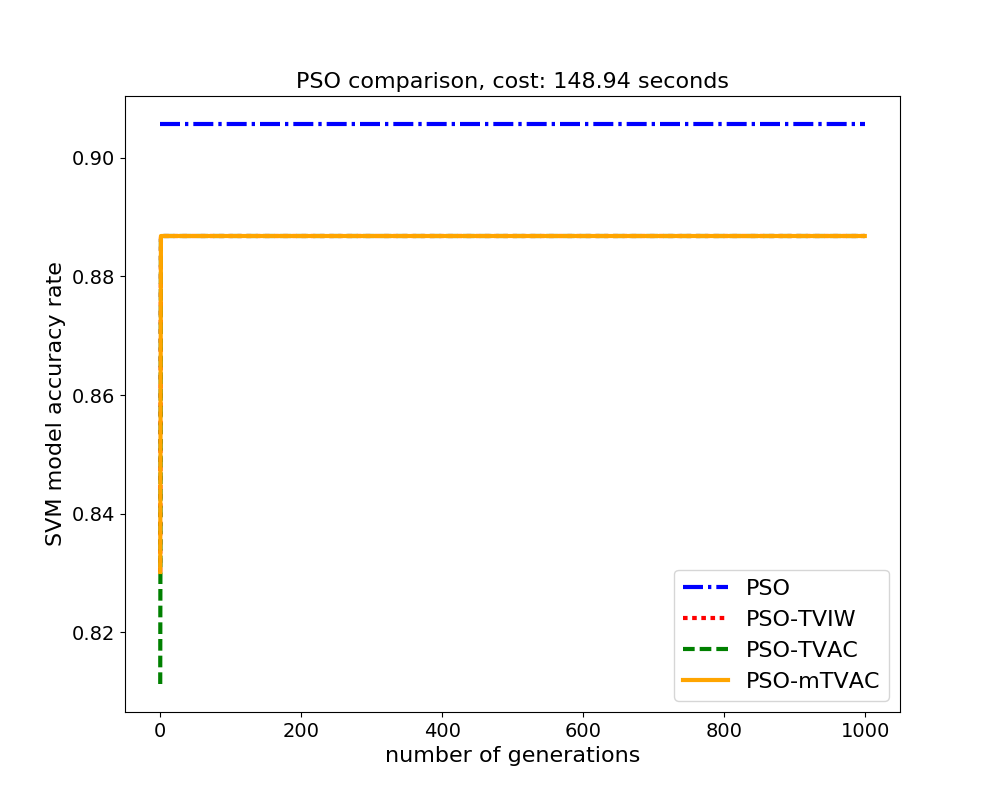 PSO comparison, cost: 148.94 seconds
SVM model accuracy rate
0.90
0.88
0.86
0.84
0.82
0 200 400 600 800 1000
number of generations
PSO
PSO-TVIW
PSO-TVAC
PSO-mTVAC